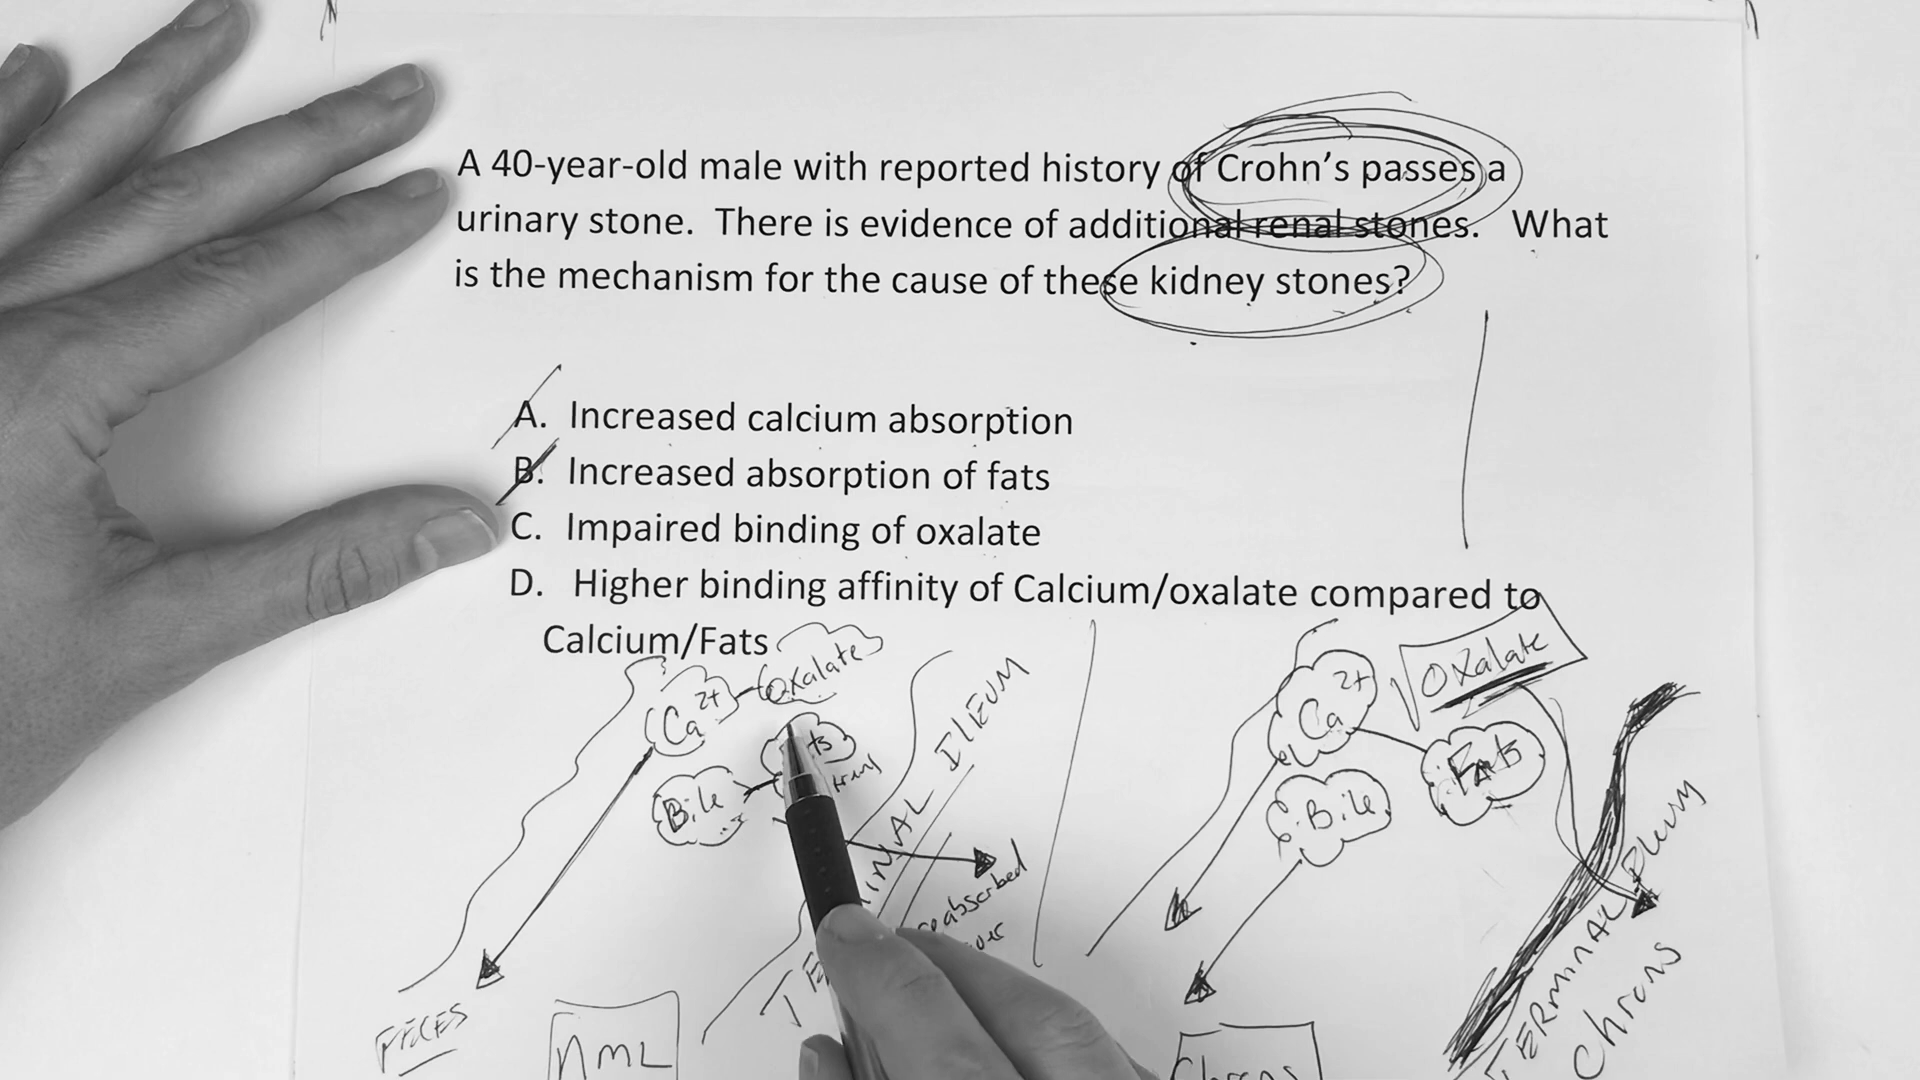 A 40-year-old male with reported history of Crohn's passes a
urinary stone. There is evidence of additional renal stones. What
is the mechanism for the cause of these kidney stones?
A. Increased calcium absorption
B. Increased absorption of fats
C. Impaired binding of oxalate
D. Higher binding affinity of Calcium/oxalate compared to
Calcium/Fats
Ca2+
Oxalate
Bile
ILEUM
FECES
NML
Ca2+
Oxalate
Fats
Bile
TERMINAL
Chrons
Chrons